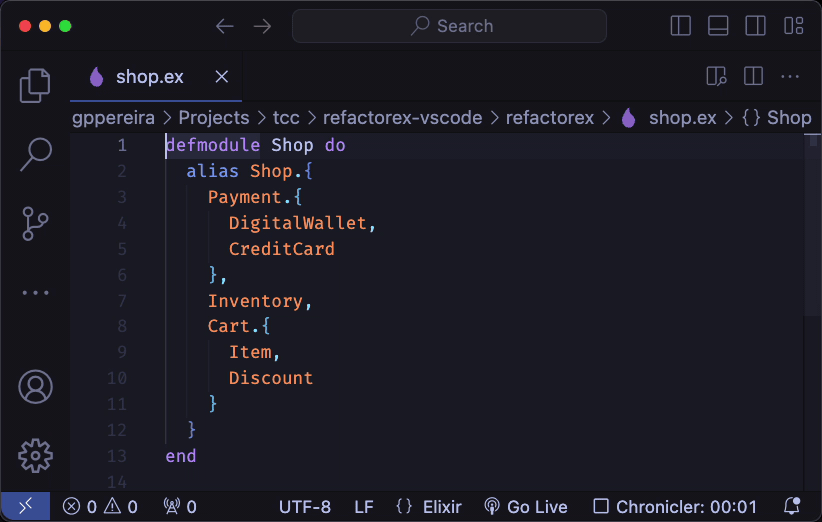 Search
shop.ex
gppereira > Projects > tcc > refactorex-vscode > refactorex > shop.ex > {} Shop
1 defmodule Shop do
2 alias Shop.{
3 Payment.{
4 DigitalWallet,
5 CreditCard
6 },
7 Inventory,
8 Cart.{
9 Item,
10 Discount
11 }
12 }
13 end
14
0 0 0 UTF-8 LF {} Elixir Go Live Chronicler: 00:01